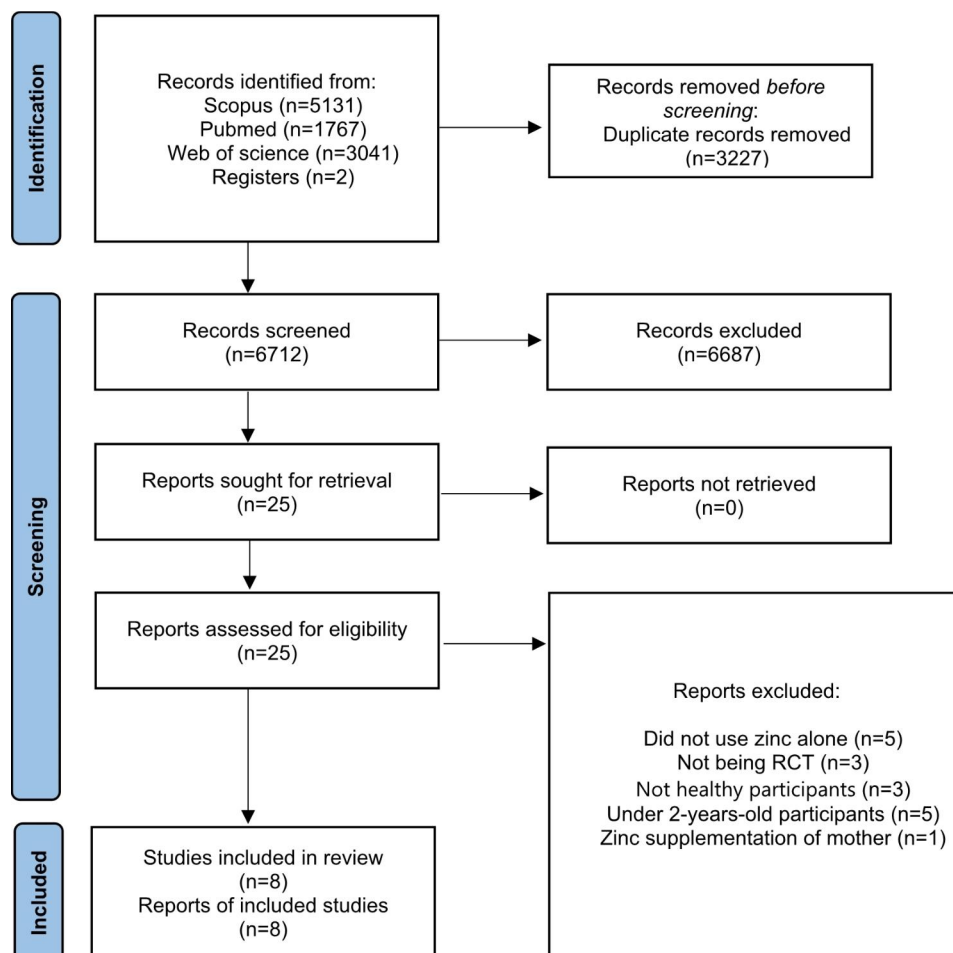 Identification
Records identified from:
Scopus (n=5131)
Pubmed (n=1767)
Web of science (n=3041)
Registers (n=2)
Records removed before
screening:
Duplicate records removed
(n=3227)
Screening
Records screened
(n=6712)
Records excluded
(n=6687)
Reports sought for retrieval
(n=25)
Reports not retrieved
(n=0)
Reports assessed for eligibility
(n=25)
Reports excluded:
Did not use zinc alone (n=5)
Not being RCT (n=3)
Not healthy participants (n=3)
Under 2-years-old participants (n=5)
Zinc supplementation of mother (n=1)
Included
Studies included in review
(n=8)
Reports of included studies
(n=8)